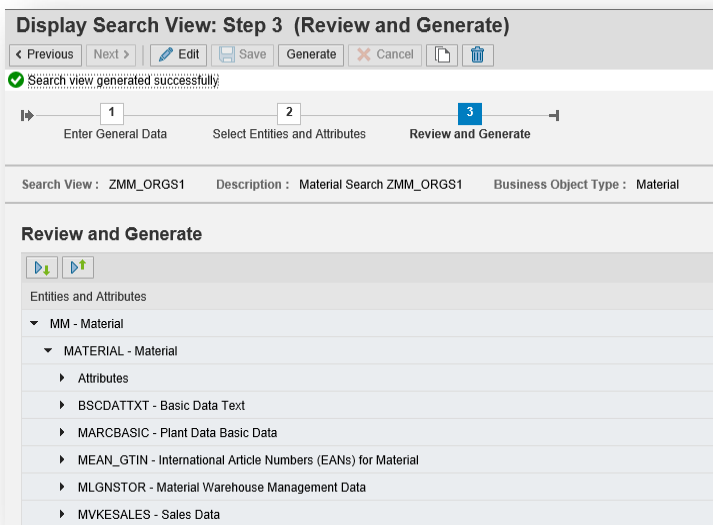 Display Search View: Step 3 (Review and Generate)
Previous Next Edit Save Generate Cancel
Search view generated successfully
1 2 3
Enter General Data Select Entities and Attributes Review and Generate
Search View : ZMM_ORGS1 Description : Material Search ZMM_ORGS1 Business Object Type : Material
Review and Generate
Entities and Attributes
MM - Material
MATERIAL - Material
Attributes
BSCDATTXT - Basic Data Text
MARCBASIC - Plant Data Basic Data
MEAN_GTIN - International Article Numbers (EANs) for Material
MLGNSTOR - Material Warehouse Management Data
MVKESALES - Sales Data